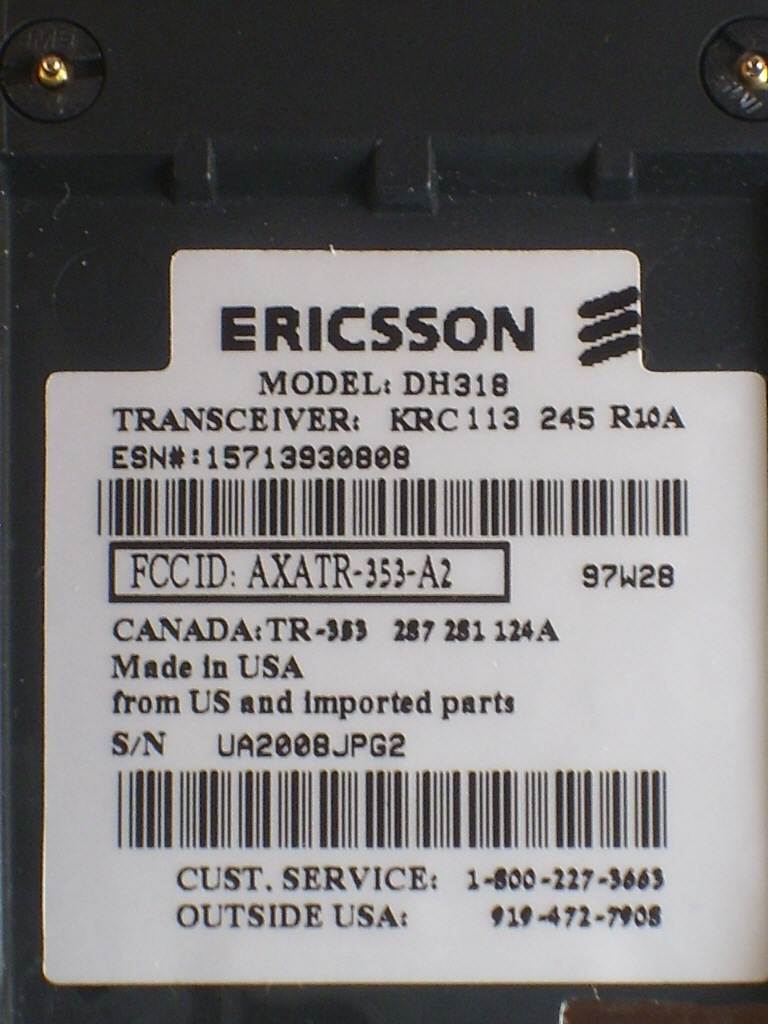 ERICSSON
MODEL: DH318
TRANSCEIVER: KRC 113 245 R10A
ESN#:15713930808
FCC ID: AXATR-353-A2
97W28
CANADA:TR-353 287 281 124A
Made in USA
from US and imported parts
S/N UA2008JPG2
CUST. SERVICE: 1-800-227-3663
OUTSIDE USA: 919-472-7908